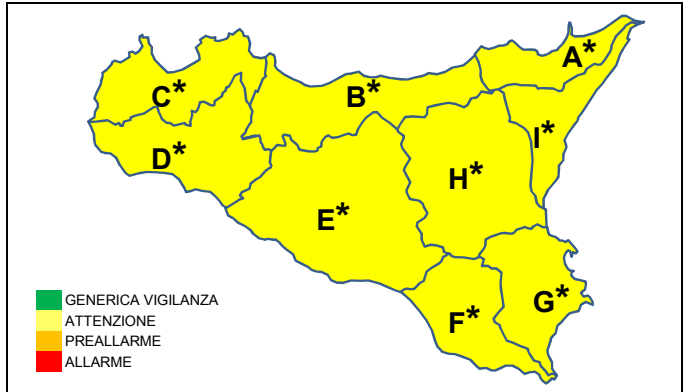 A*
C*
B*
I*
D*
H*
E*
G*
F*
GENERICA VIGILANZA
ATTENZIONE
PREALLARME
ALLARME